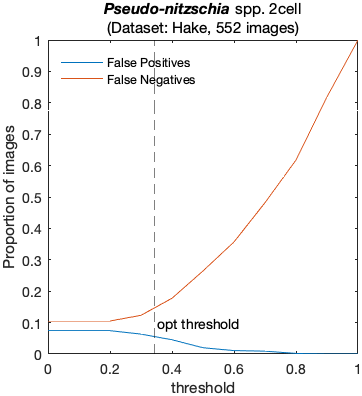 Pseudo-nitzschia spp. 2cell
(Dataset: Hake, 552 images)
False Positives
False Negatives
Proportion of images
1
0.9
0.8
0.7
0.6
0.5
0.4
0.3
0.2
0.1
0
opt threshold
0 0.2 0.4 0.6 0.8 1
threshold